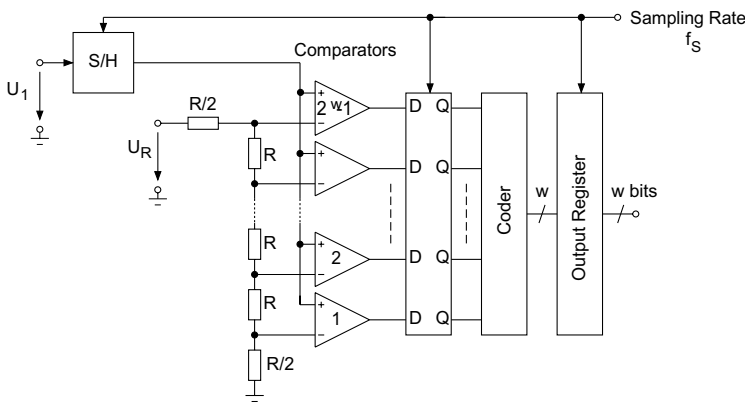 Sampling Rate
f_S
S/H
Comparators
U_1
R/2
U_R
+
2^w-1
−
D Q
R
+
−
D Q
w
w bits
Coder
Output Register
R
+
2
−
D Q
R
+
1
−
D Q
R/2